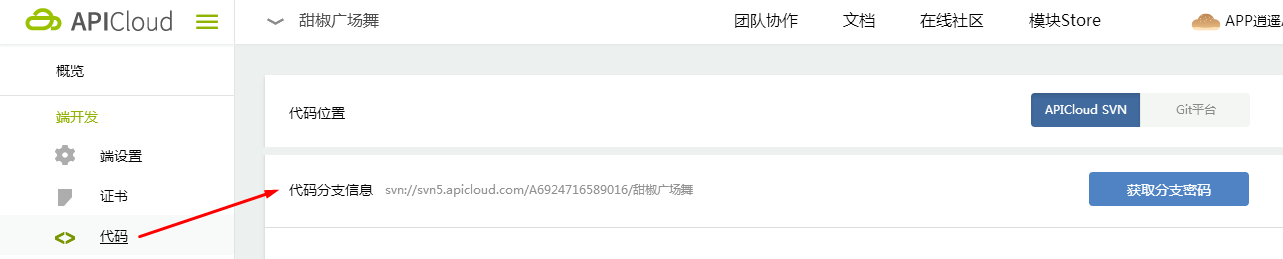 APICloud 甜椒广场舞 团队协作 文档 在线社区 模块Store APP逍遥
概览
端开发
端设置
证书
代码
代码位置 APICloud SVN Git平台
代码分支信息 svn://svn5.apicloud.com/A6924716589016/甜椒广场舞 获取分支密码